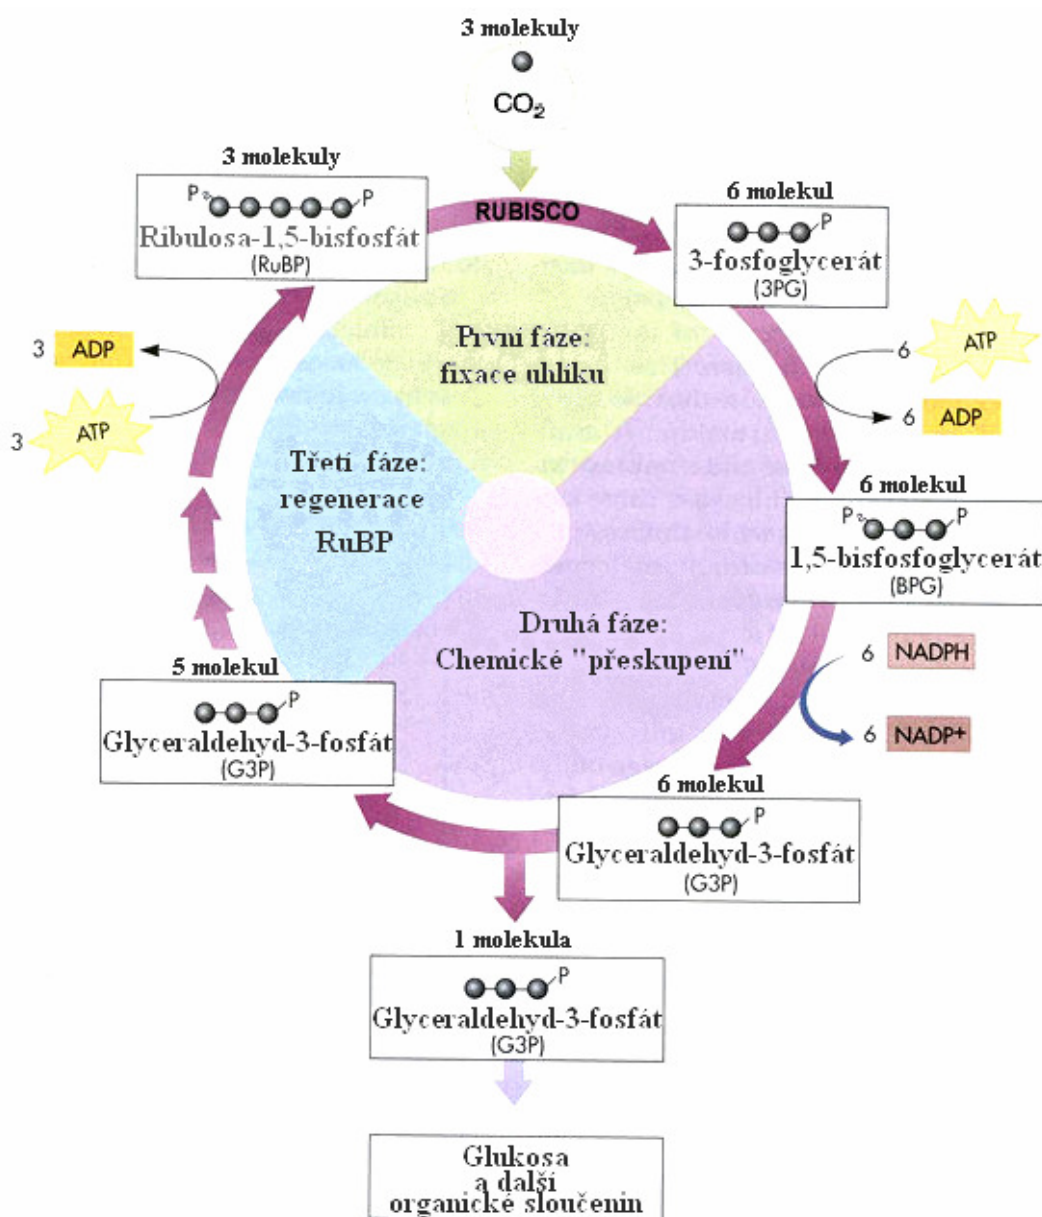 3 molekuly
CO₂
3 molekuly
P P
Ribulosa-1,5-bisfosfát
(RuBP)
RUBISCO
6 molekul
P
3-fosfoglycerát
(3PG)
První fáze:
fixace uhlíku
3 ADP
3 ATP
6 ATP
6 ADP
Třetí fáze:
regenerace
RuBP
6 molekul
P P
1,5-bisfosfoglycerát
(BPG)
Druhá fáze:
Chemické "přeskupení"
6 NADPH
6 NADP+
5 molekul
P
Glyceraldehyd-3-fosfát
(G3P)
6 molekul
P
Glyceraldehyd-3-fosfát
(G3P)
1 molekula
P
Glyceraldehyd-3-fosfát
(G3P)
Glukosa
a další
organické sloučenin